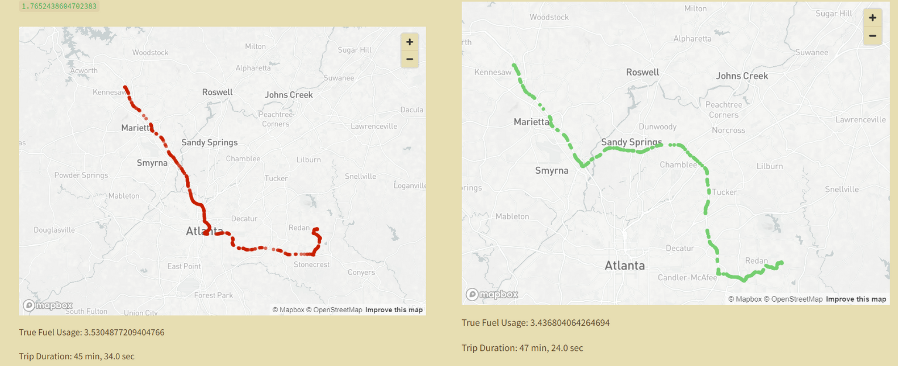 1.7652438604702383
Woodstock
Milton
Sugar Hill
Acworth
Alpharetta
Suwanee
Kennesaw
Roswell
Johns Creek
Dacula
Peachtree
Corners
Marietta
Lawrenceville
Sandy Springs
Smyrna
Chamblee
Lilburn
Powder Springs
Tucker
Snellville
Mableton
Loganvill
Decatur
Douglasville
Atlanta
Redan
East Point
Stonecrest
Conyers
Forest Park
mapbox
South Fulton
Union City
© Mapbox © OpenStreetMap Improve this map
True Fuel Usage: 3.5304877209404766
Trip Duration: 45 min, 34.0 sec
+
−
Woodstock
Milton
Sugar Hill
Alpharetta
Suwanee
Kennesaw
Roswell
Johns Creek
Peachtree
Corners
Marietta
Dunwoody
Norcross
Lawrenceville
Sandy Springs
Smyrna
Chamblee
Lilburn
rings
Tucker
Snellville
Mableton
Decatur
Atlanta
Redan
Candler-McAfee
mapbox
© Mapbox © OpenStreetMap Improve this map
True Fuel Usage: 3.436804064264694
Trip Duration: 47 min, 24.0 sec
+
−